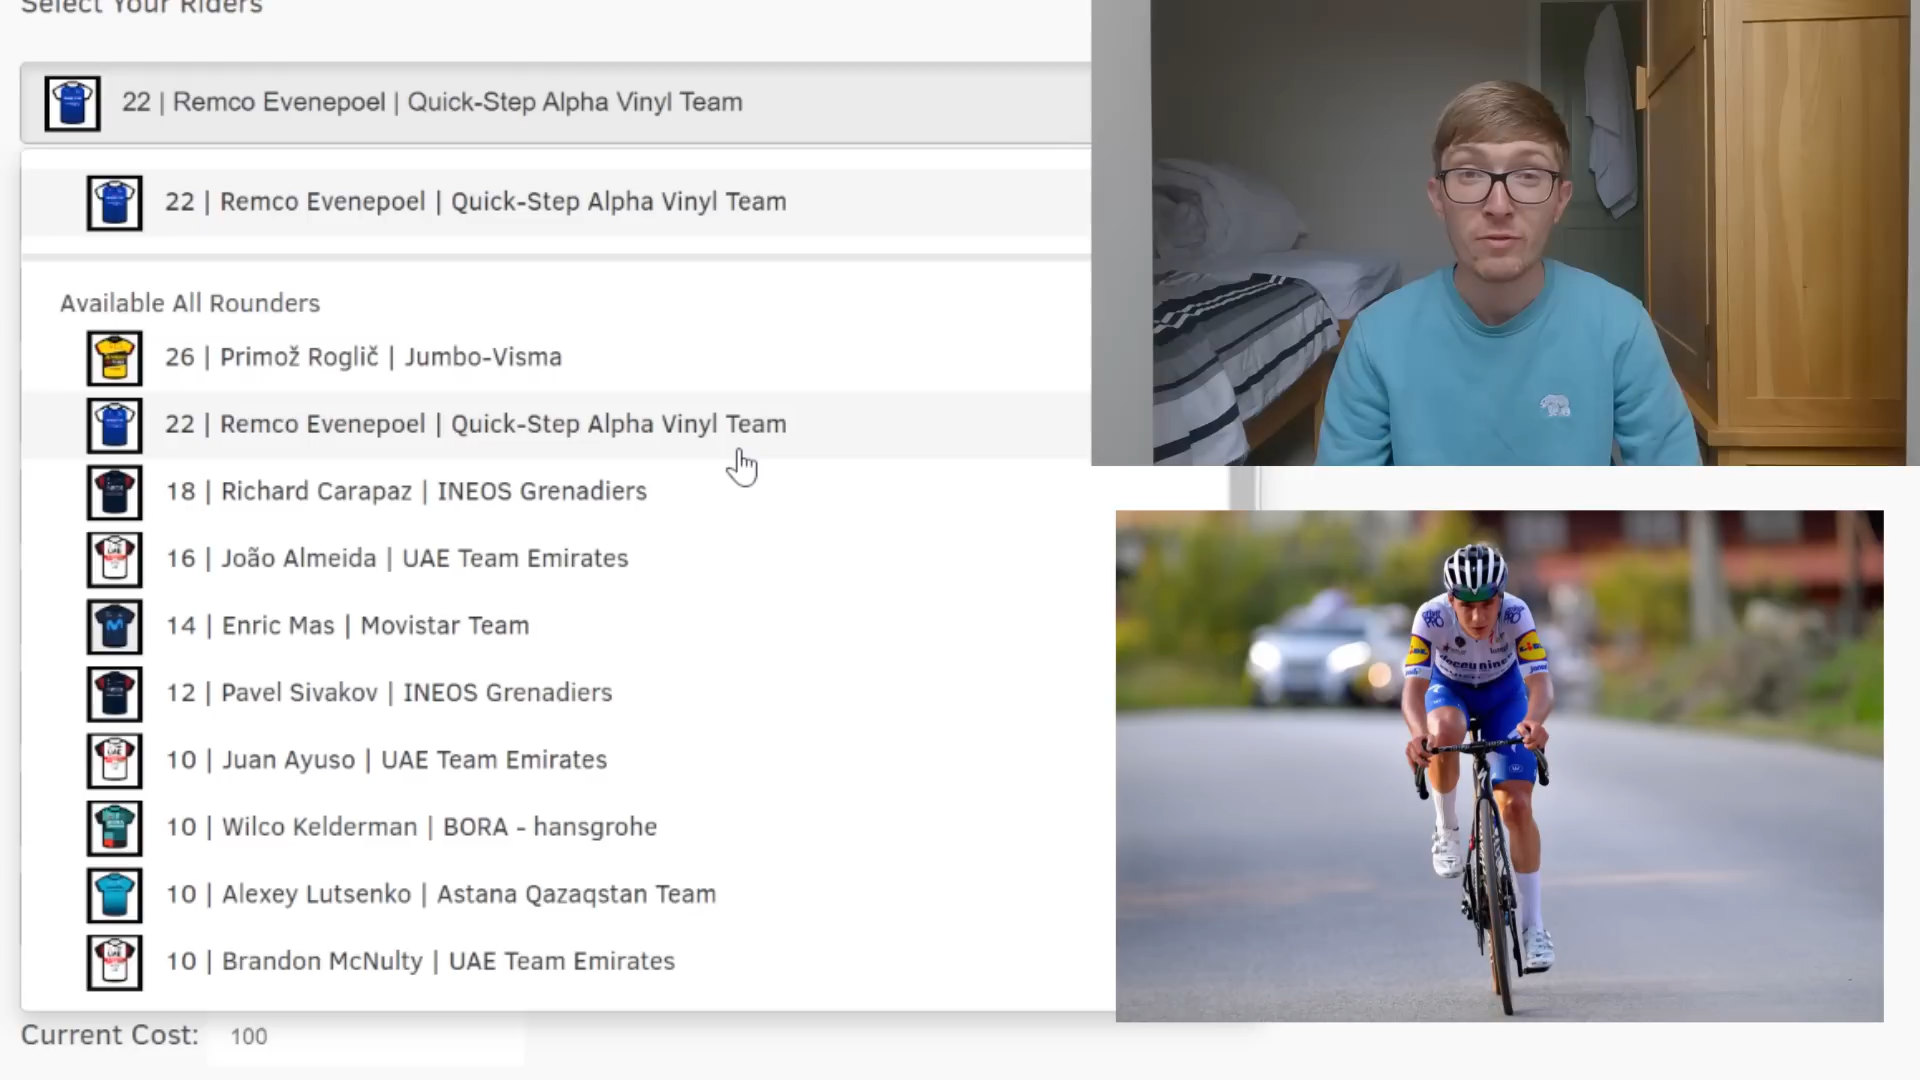 Select Your Riders
22 | Remco Evenepoel | Quick-Step Alpha Vinyl Team
22 | Remco Evenepoel | Quick-Step Alpha Vinyl Team
Available All Rounders
26 | Primož Roglič | Jumbo-Visma
22 | Remco Evenepoel | Quick-Step Alpha Vinyl Team
18 | Richard Carapaz | INEOS Grenadiers
16 | João Almeida | UAE Team Emirates
14 | Enric Mas | Movistar Team
12 | Pavel Sivakov | INEOS Grenadiers
10 | Juan Ayuso | UAE Team Emirates
10 | Wilco Kelderman | BORA - hansgrohe
10 | Alexey Lutsenko | Astana Qazaqstan Team
10 | Brandon McNulty | UAE Team Emirates
Current Cost: 100
deceuninck